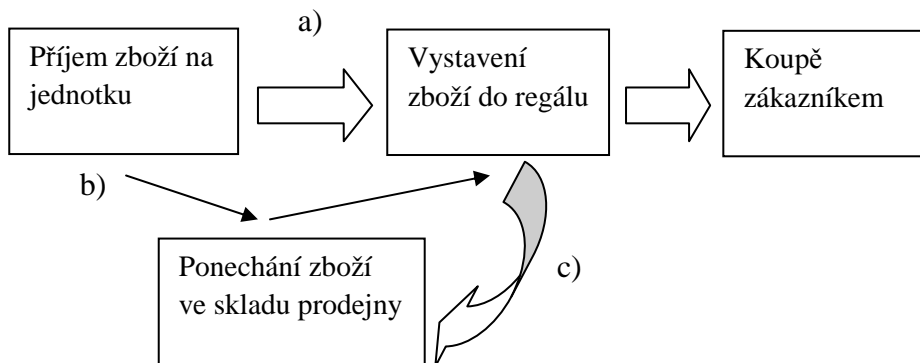 a)
Příjem zboží na
jednotku
Vystavení
zboží do regálu
Koupě
zákazníkem
b)
Ponechání zboží
ve skladu prodejny
c)